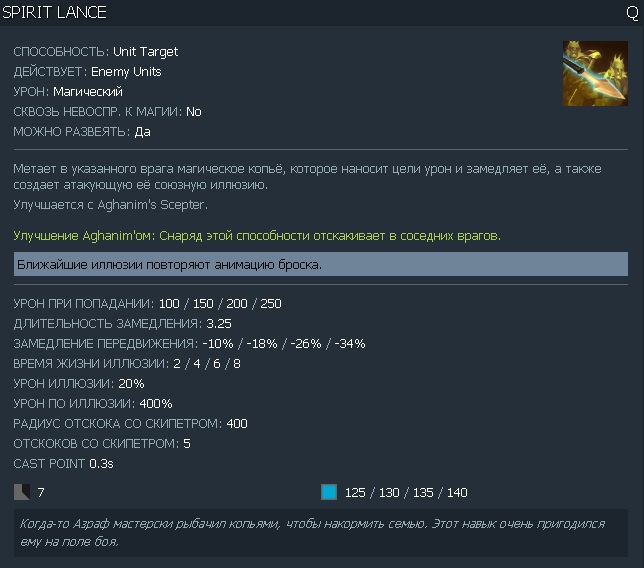 SPIRIT LANCE Q
СПОСОБНОСТЬ: Unit Target
ДЕЙСТВУЕТ: Enemy Units
УРОН: Магический
СКВОЗЬ НЕВОСПР. К МАГИИ: No
МОЖНО РАЗВЕЯТЬ: Да
Метает в указанного врага магическое копьё, которое наносит цели урон и замедляет её, а также
создает атакующую её союзную иллюзию.
Улучшается с Aghanim's Scepter.
Улучшение Aghanim'ом: Снаряд этой способности отскакивает в соседних врагов.
Ближайшие иллюзии повторяют анимацию броска.
УРОН ПРИ ПОПАДАНИИ: 100 / 150 / 200 / 250
ДЛИТЕЛЬНОСТЬ ЗАМЕДЛЕНИЯ: 3.25
ЗАМЕДЛЕНИЕ ПЕРЕДВИЖЕНИЯ: -10% / -18% / -26% / -34%
ВРЕМЯ ЖИЗНИ ИЛЛЮЗИИ: 2 / 4 / 6 / 8
УРОН ИЛЛЮЗИИ: 20%
УРОН ПО ИЛЛЮЗИИ: 400%
РАДИУС ОТСКОКА СО СКИПЕТРОМ: 400
ОТСКОКОВ СО СКИПЕТРОМ: 5
CAST POINT 0.3s
7 125 / 130 / 135 / 140
Когда-то Азраф мастерски рыбачил копьями, чтобы накормить семью. Этот навык очень пригодился
ему на поле боя.